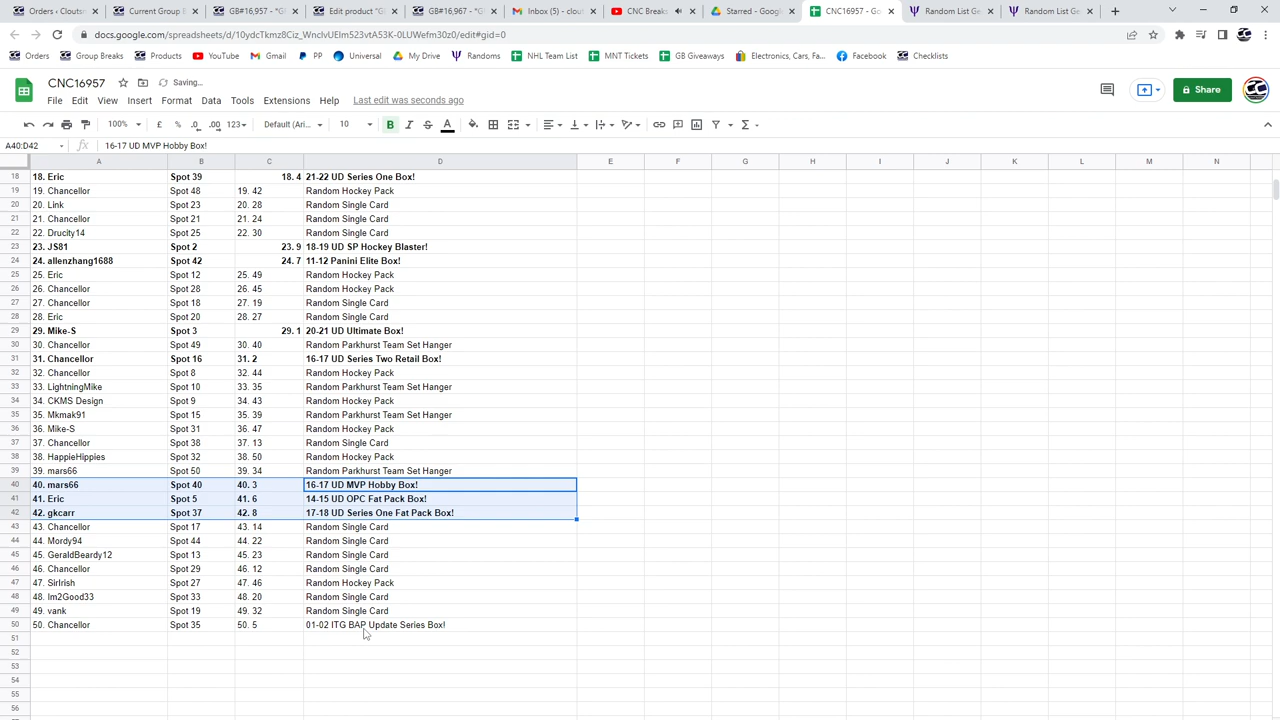 Orders ‹ Cloutsn
Current Group B
GB#16,957 - "G
Edit product "G
GB#16,967 - "G
Inbox (5) - clou
CNC Breaks
Starred - Google
CNC16957 - Go
Random List Ge
Random List Ge
docs.google.com/spreadsheets/d/10ydcTkmz8Ciz_WnclvUEIm523vtA53K-0LUWefm30z0/edit#gid=0
Orders Group Breaks Products YouTube Gmail PP Universal My Drive Randoms NHL Team List MNT Tickets GB Giveaways Electronics, Cars, Fa... Facebook Checklists
CNC16957 Saving...
File Edit View Insert Format Data Tools Extensions Help Last edit was seconds ago
Share
100% £ % .0 .00 123 Default (Ari... 10 B I S A
A40:D42 16-17 UD MVP Hobby Box!
A B C D E F G H I J K L M N
18 18. Eric Spot 39 18. 4 21-22 UD Series One Box!
19 19. Chancellor Spot 48 19. 42 Random Hockey Pack
20 20. Link Spot 23 20. 28 Random Single Card
21 21. Chancellor Spot 21 21. 24 Random Single Card
22 22. Drucity14 Spot 25 22. 30 Random Single Card
23 23. JS81 Spot 2 23. 9 18-19 UD SP Hockey Blaster!
24 24. allenzhang1688 Spot 42 24. 7 11-12 Panini Elite Box!
25 25. Eric Spot 12 25. 49 Random Hockey Pack
26 26. Chancellor Spot 28 26. 45 Random Hockey Pack
27 27. Chancellor Spot 18 27. 19 Random Single Card
28 28. Eric Spot 20 28. 27 Random Single Card
29 29. Mike-S Spot 3 29. 1 20-21 UD Ultimate Box!
30 30. Chancellor Spot 49 30. 40 Random Parkhurst Team Set Hanger
31 31. Chancellor Spot 16 31. 2 16-17 UD Series Two Retail Box!
32 32. Chancellor Spot 8 32. 44 Random Hockey Pack
33 33. LightningMike Spot 10 33. 35 Random Parkhurst Team Set Hanger
34 34. CKMS Design Spot 9 34. 43 Random Hockey Pack
35 35. Mkmak91 Spot 15 35. 39 Random Parkhurst Team Set Hanger
36 36. Mike-S Spot 31 36. 47 Random Hockey Pack
37 37. Chancellor Spot 38 37. 13 Random Single Card
38 38. HappieHippies Spot 32 38. 50 Random Hockey Pack
39 39. mars66 Spot 50 39. 34 Random Parkhurst Team Set Hanger
40 40. mars66 Spot 40 40. 3 16-17 UD MVP Hobby Box!
41 41. Eric Spot 5 41. 6 14-15 UD OPC Fat Pack Box!
42 42. gkcarr Spot 37 42. 8 17-18 UD Series One Fat Pack Box!
43 43. Chancellor Spot 17 43. 14 Random Single Card
44 44. Mordy94 Spot 44 44. 22 Random Single Card
45 45. GeraldBeardy12 Spot 13 45. 23 Random Single Card
46 46. Chancellor Spot 29 46. 12 Random Single Card
47 47. SirIrish Spot 27 47. 46 Random Hockey Pack
48 48. Im2Good33 Spot 33 48. 20 Random Single Card
49 49. vank Spot 19 49. 32 Random Single Card
50 50. Chancellor Spot 35 50. 5 01-02 ITG BAP Update Series Box!
51
52
53
54
55
56